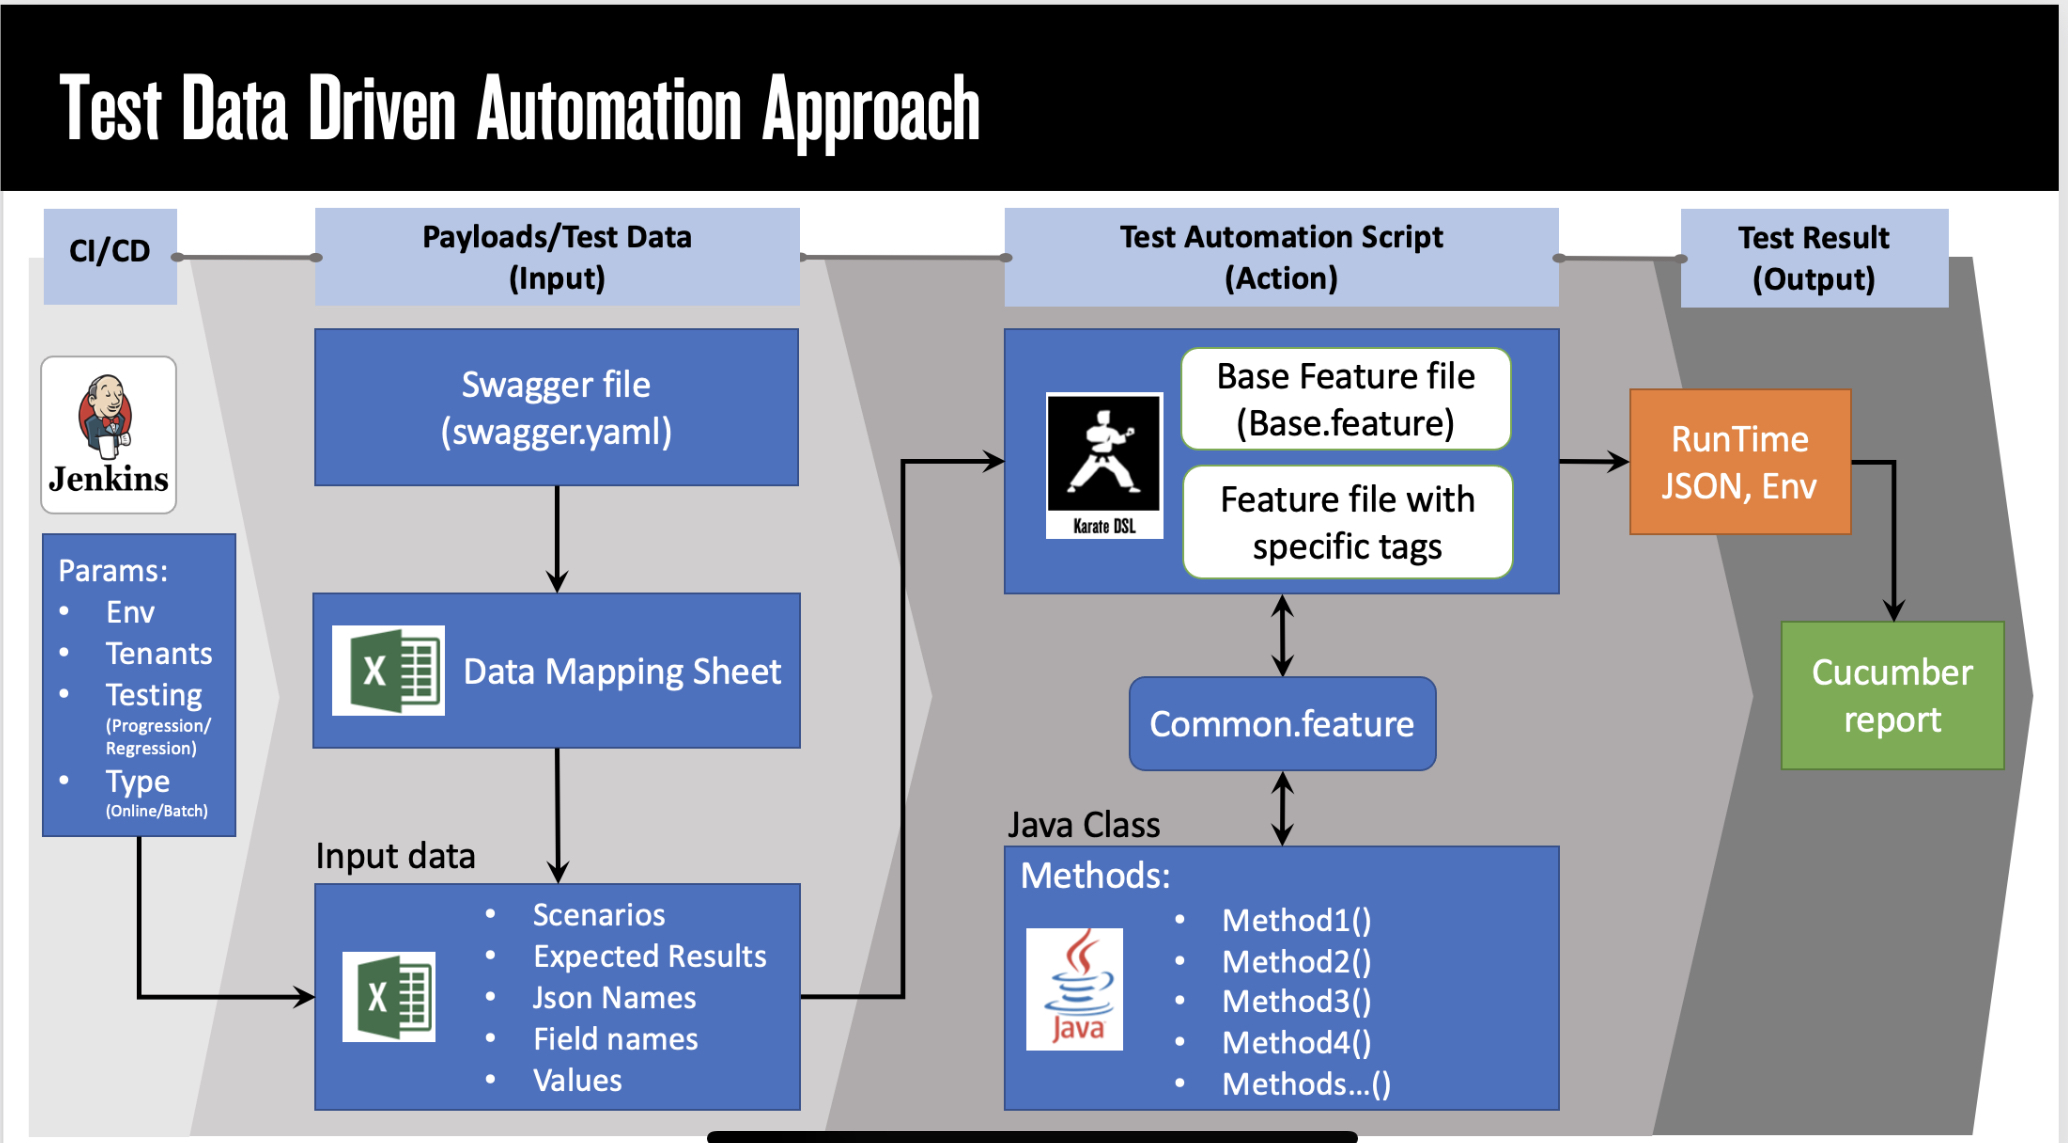 Test Data Driven Automation Approach
CI/CD
Payloads/Test Data
(Input)
Test Automation Script
(Action)
Test Result
(Output)
Jenkins
Params:
• Env
• Tenants
• Testing
(Progression/
Regression)
• Type
(Online/Batch)
Swagger file
(swagger.yaml)
X
Data Mapping Sheet
Input data
X
• Scenarios
• Expected Results
• Json Names
• Field names
• Values
Karate DSL
Base Feature file
(Base.feature)
Feature file with
specific tags
Common.feature
Java Class
Methods:
Java
• Method1()
• Method2()
• Method3()
• Method4()
• Methods...()
RunTime
JSON, Env
Cucumber
report